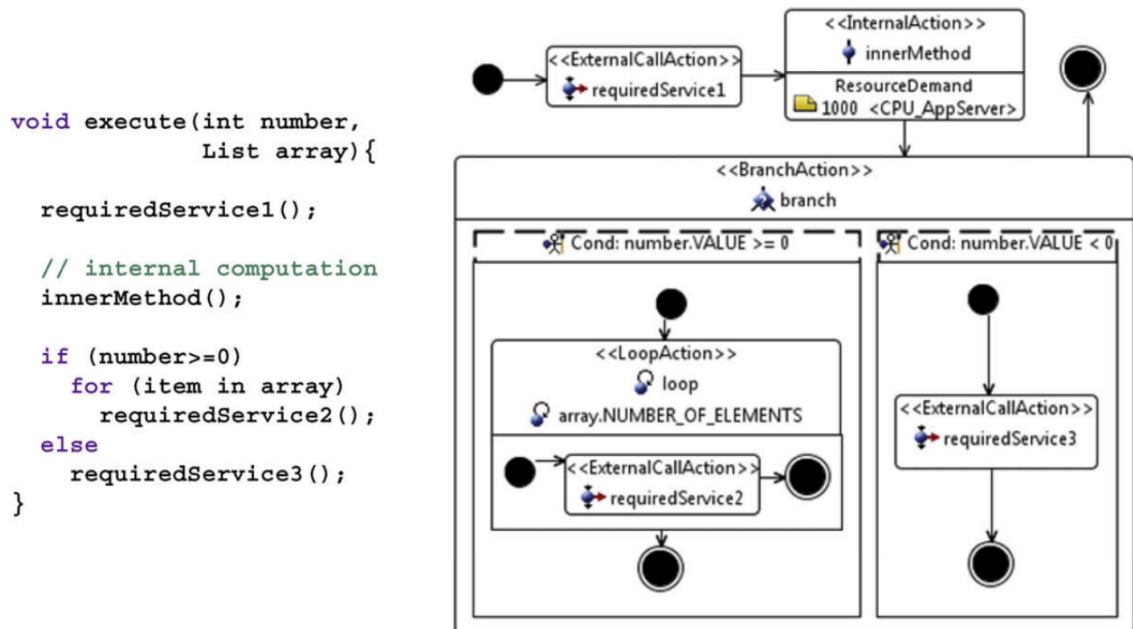 void execute(int number,
List array){
requiredService1();
// internal computation
innerMethod();
if (number>=0)
for (item in array)
requiredService2();
else
requiredService3();
}
<<ExternalCallAction>>
requiredService1
<<InternalAction>>
innerMethod
ResourceDemand
1000 <CPU_AppServer>
<<BranchAction>>
branch
Cond: number.VALUE >= 0
<<LoopAction>>
loop
array.NUMBER_OF_ELEMENTS
<<ExternalCallAction>>
requiredService2
Cond: number.VALUE < 0
<<ExternalCallAction>>
requiredService3